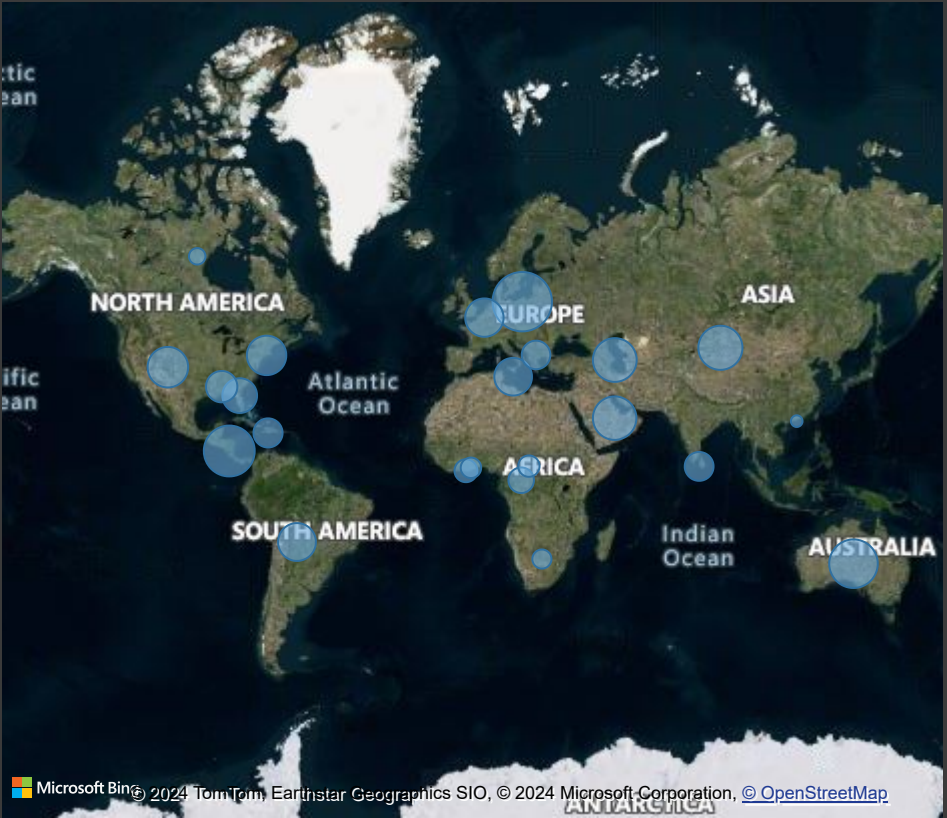 ctic
ean
NORTH AMERICA
EUROPE
ASIA
Atlantic
Ocean
ific
ean
AFRICA
SOUTH AMERICA
Indian
Ocean
AUSTRALIA
Microsoft Bing
© 2024 TomTom, Earthstar Geographics SIO, © 2024 Microsoft Corporation, © OpenStreetMap
ANTARCTICA